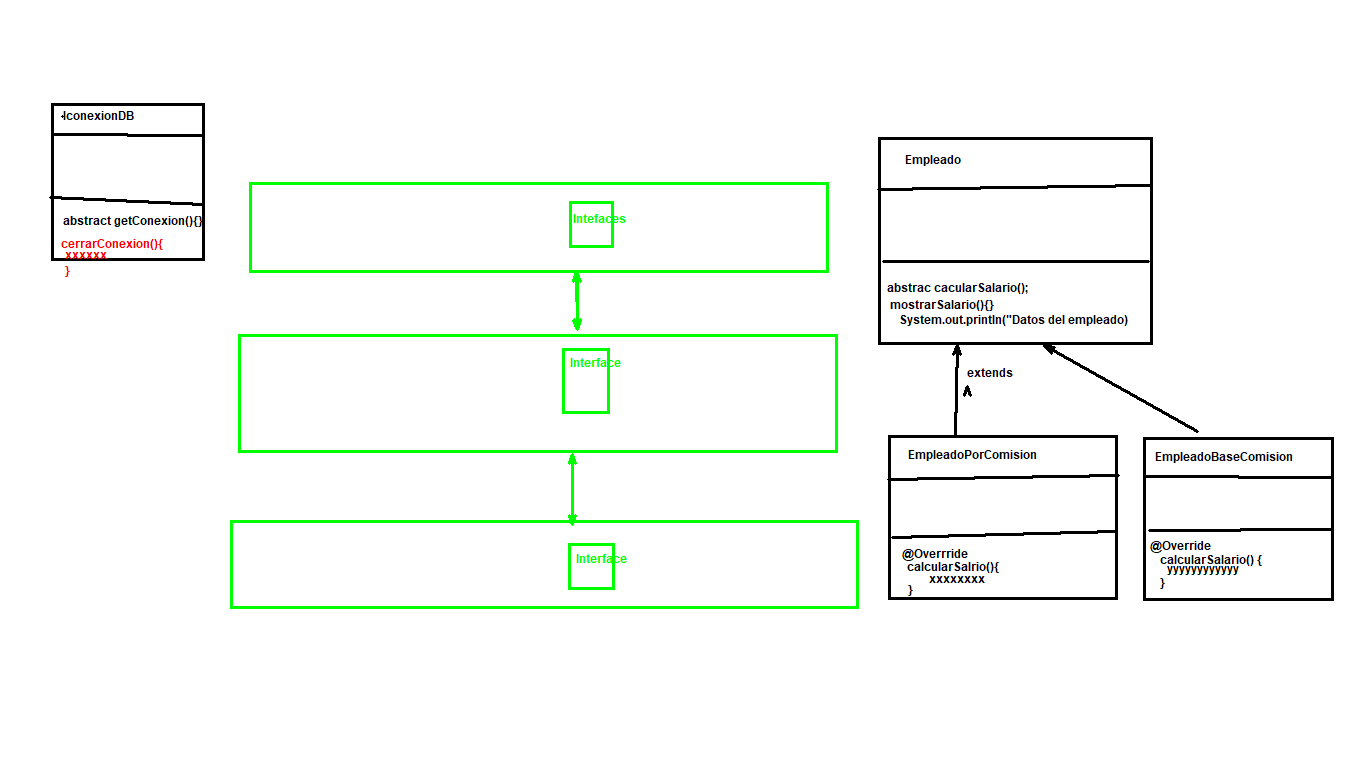 IconexionDB
abstract getConexion(){}
cerrarConexion(){
xxxxxx
}
Intefaces
Interface
Interface
Empleado
abstrac cacularSalario();
mostrarSalario(){}
System.out.println("Datos del empleado)
extends
EmpleadoPorComision
@Overrride
calcularSalrio(){
xxxxxxxx
}
EmpleadoBaseComision
@Override
calcularSalario() {
yyyyyyyyyyyy
}